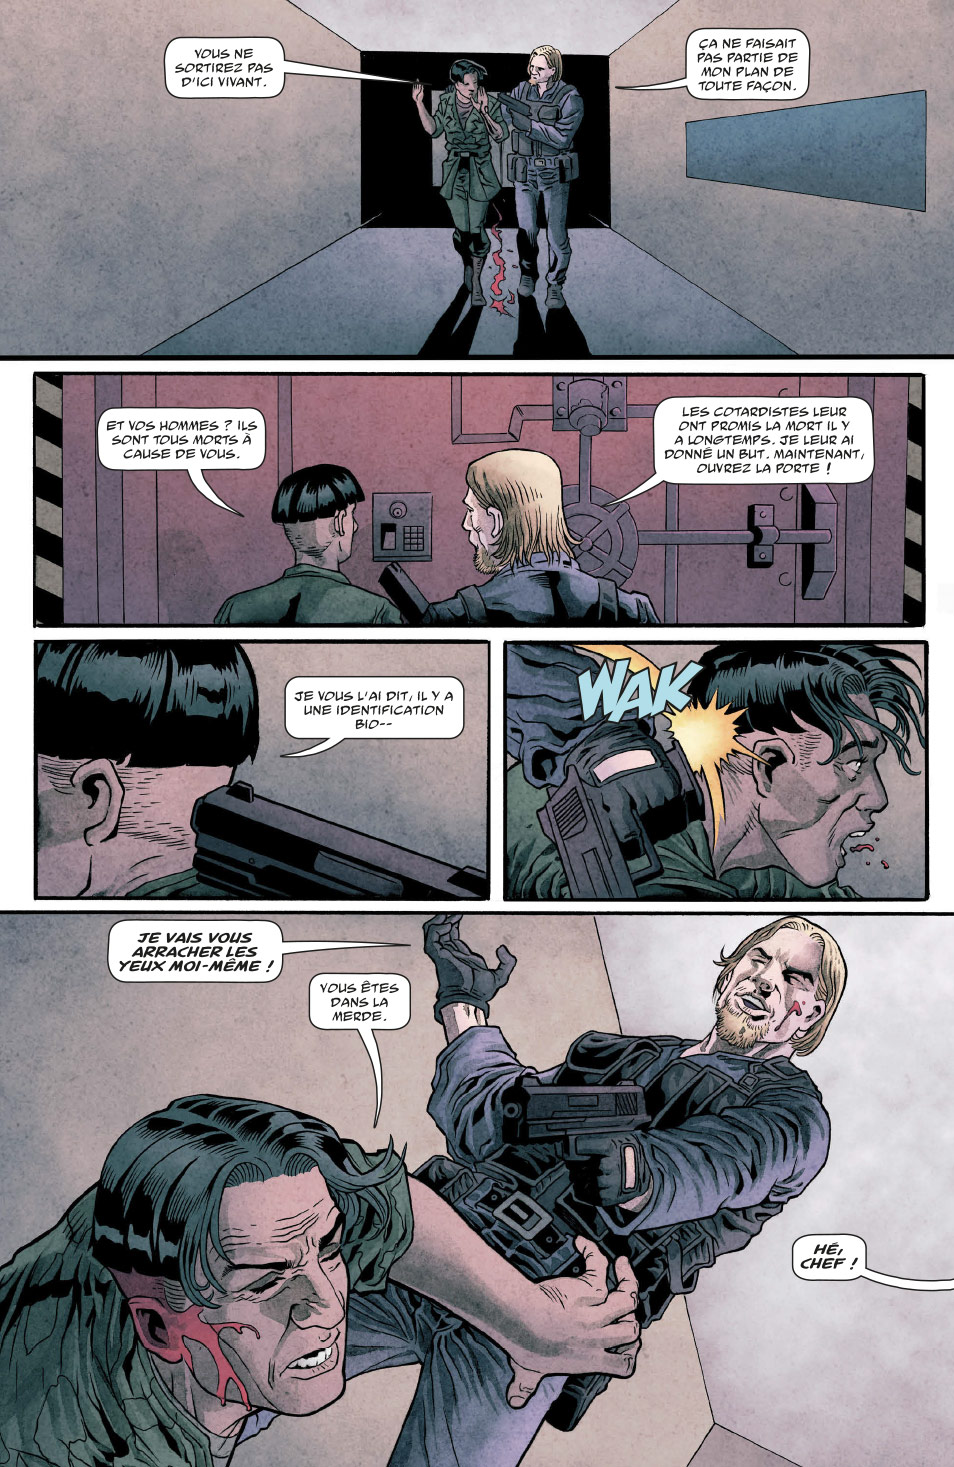 VOUS NE
SORTIREZ PAS
D'ICI VIVANT.
ÇA NE FAISAIT
PAS PARTIE DE
MON PLAN DE
TOUTE FAÇON.
ET VOS HOMMES ? ILS
SONT TOUS MORTS À
CAUSE DE VOUS.
LES COTARDISTES LEUR
ONT PROMIS LA MORT IL Y
A LONGTEMPS. JE LEUR AI
DONNÉ UN BUT. MAINTENANT,
OUVREZ LA PORTE !
JE VOUS L'AI DIT, IL Y A
UNE IDENTIFICATION
BIO--
WAK
JE VAIS VOUS
ARRACHER LES
YEUX MOI-MÊME !
VOUS ÊTES
DANS LA
MERDE.
HÉ,
CHEF !